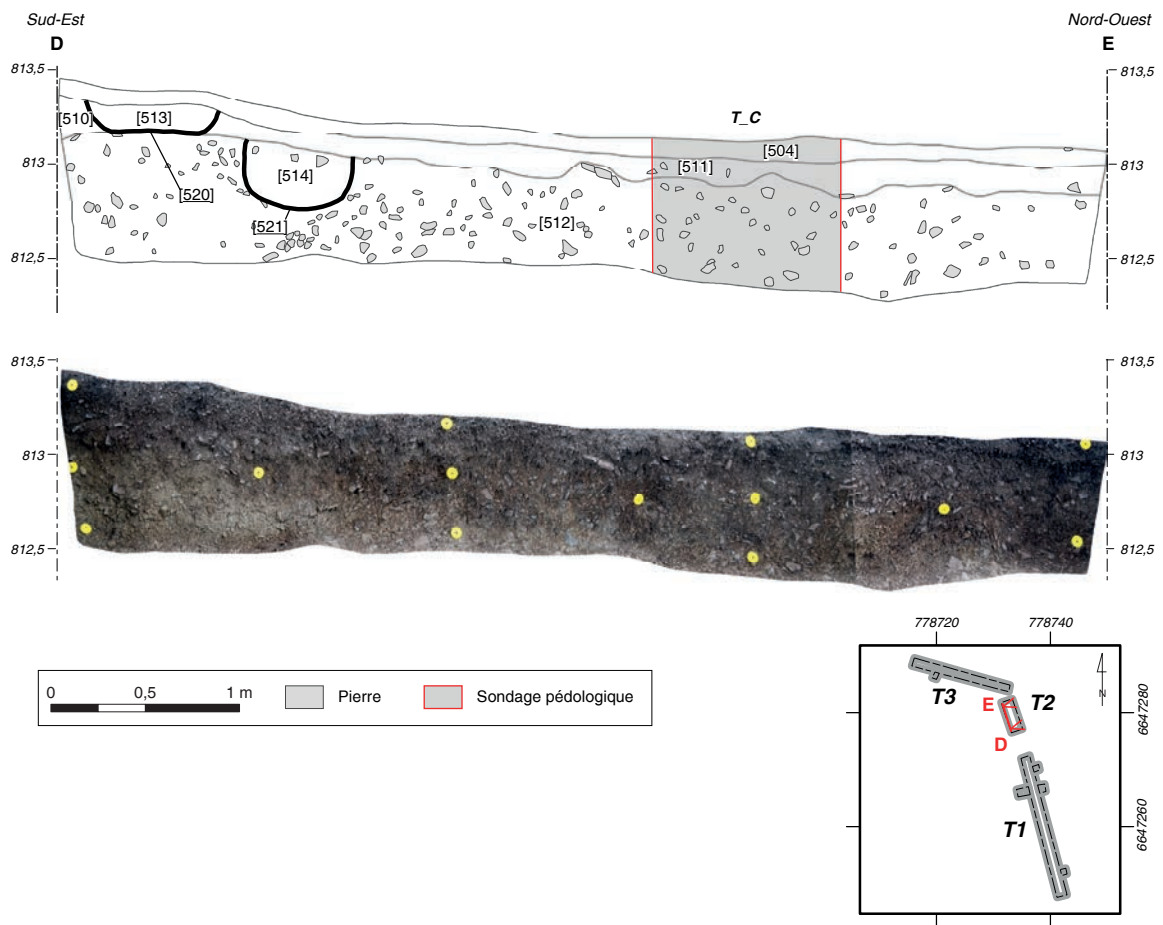 Sud-Est
Nord-Ouest
D
E
813,5
813,5
T_C
[510]
[513]
[504]
813
813
[511]
[514]
[520]
[521]
[512]
812,5
812,5
813,5
813,5
813
813
812,5
812,5
778720
778740
0
0,5
1 m
Pierre
Sondage pédologique
T3
E
T2
D
T1
N
6647280
6647260